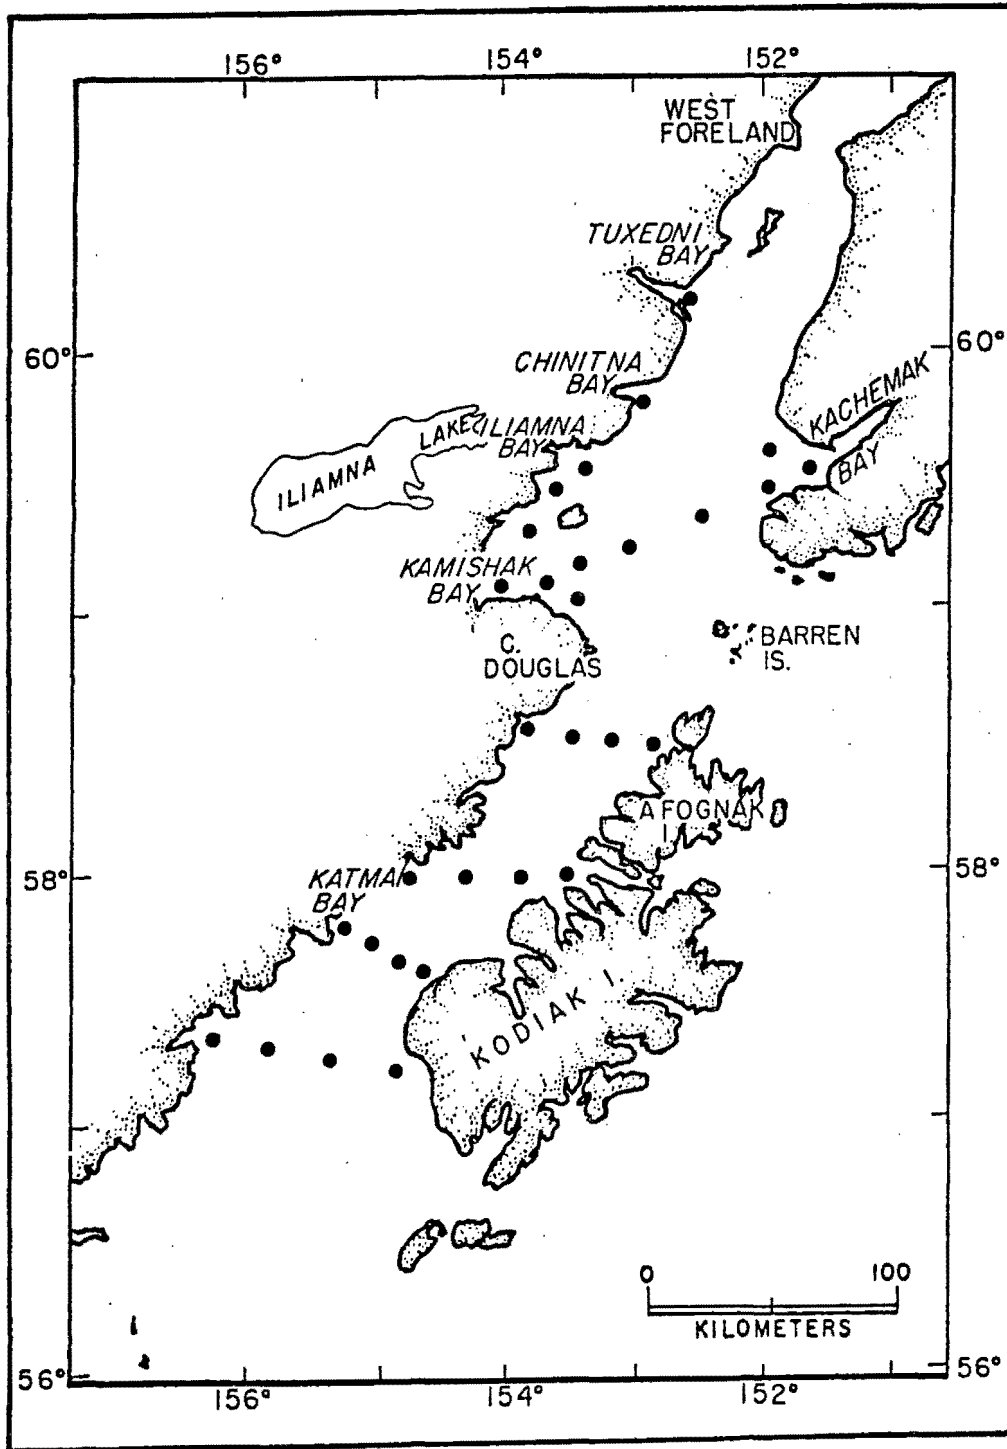 156°
154°
152°
WEST
FORELAND
TUXEDNI
BAY
60°
60°
CHINITNA
BAY
KACHEMAK
BAY
LAKE
ILIAMNA
ILIAMNA
BAY
KAMISHAK
BAY
C.
DOUGLAS
BARREN
IS.
AFOGNAK
I.
58°
58°
KATMAI
BAY
KODIAK I.
0
100
KILOMETERS
56°
56°
156°
154°
152°